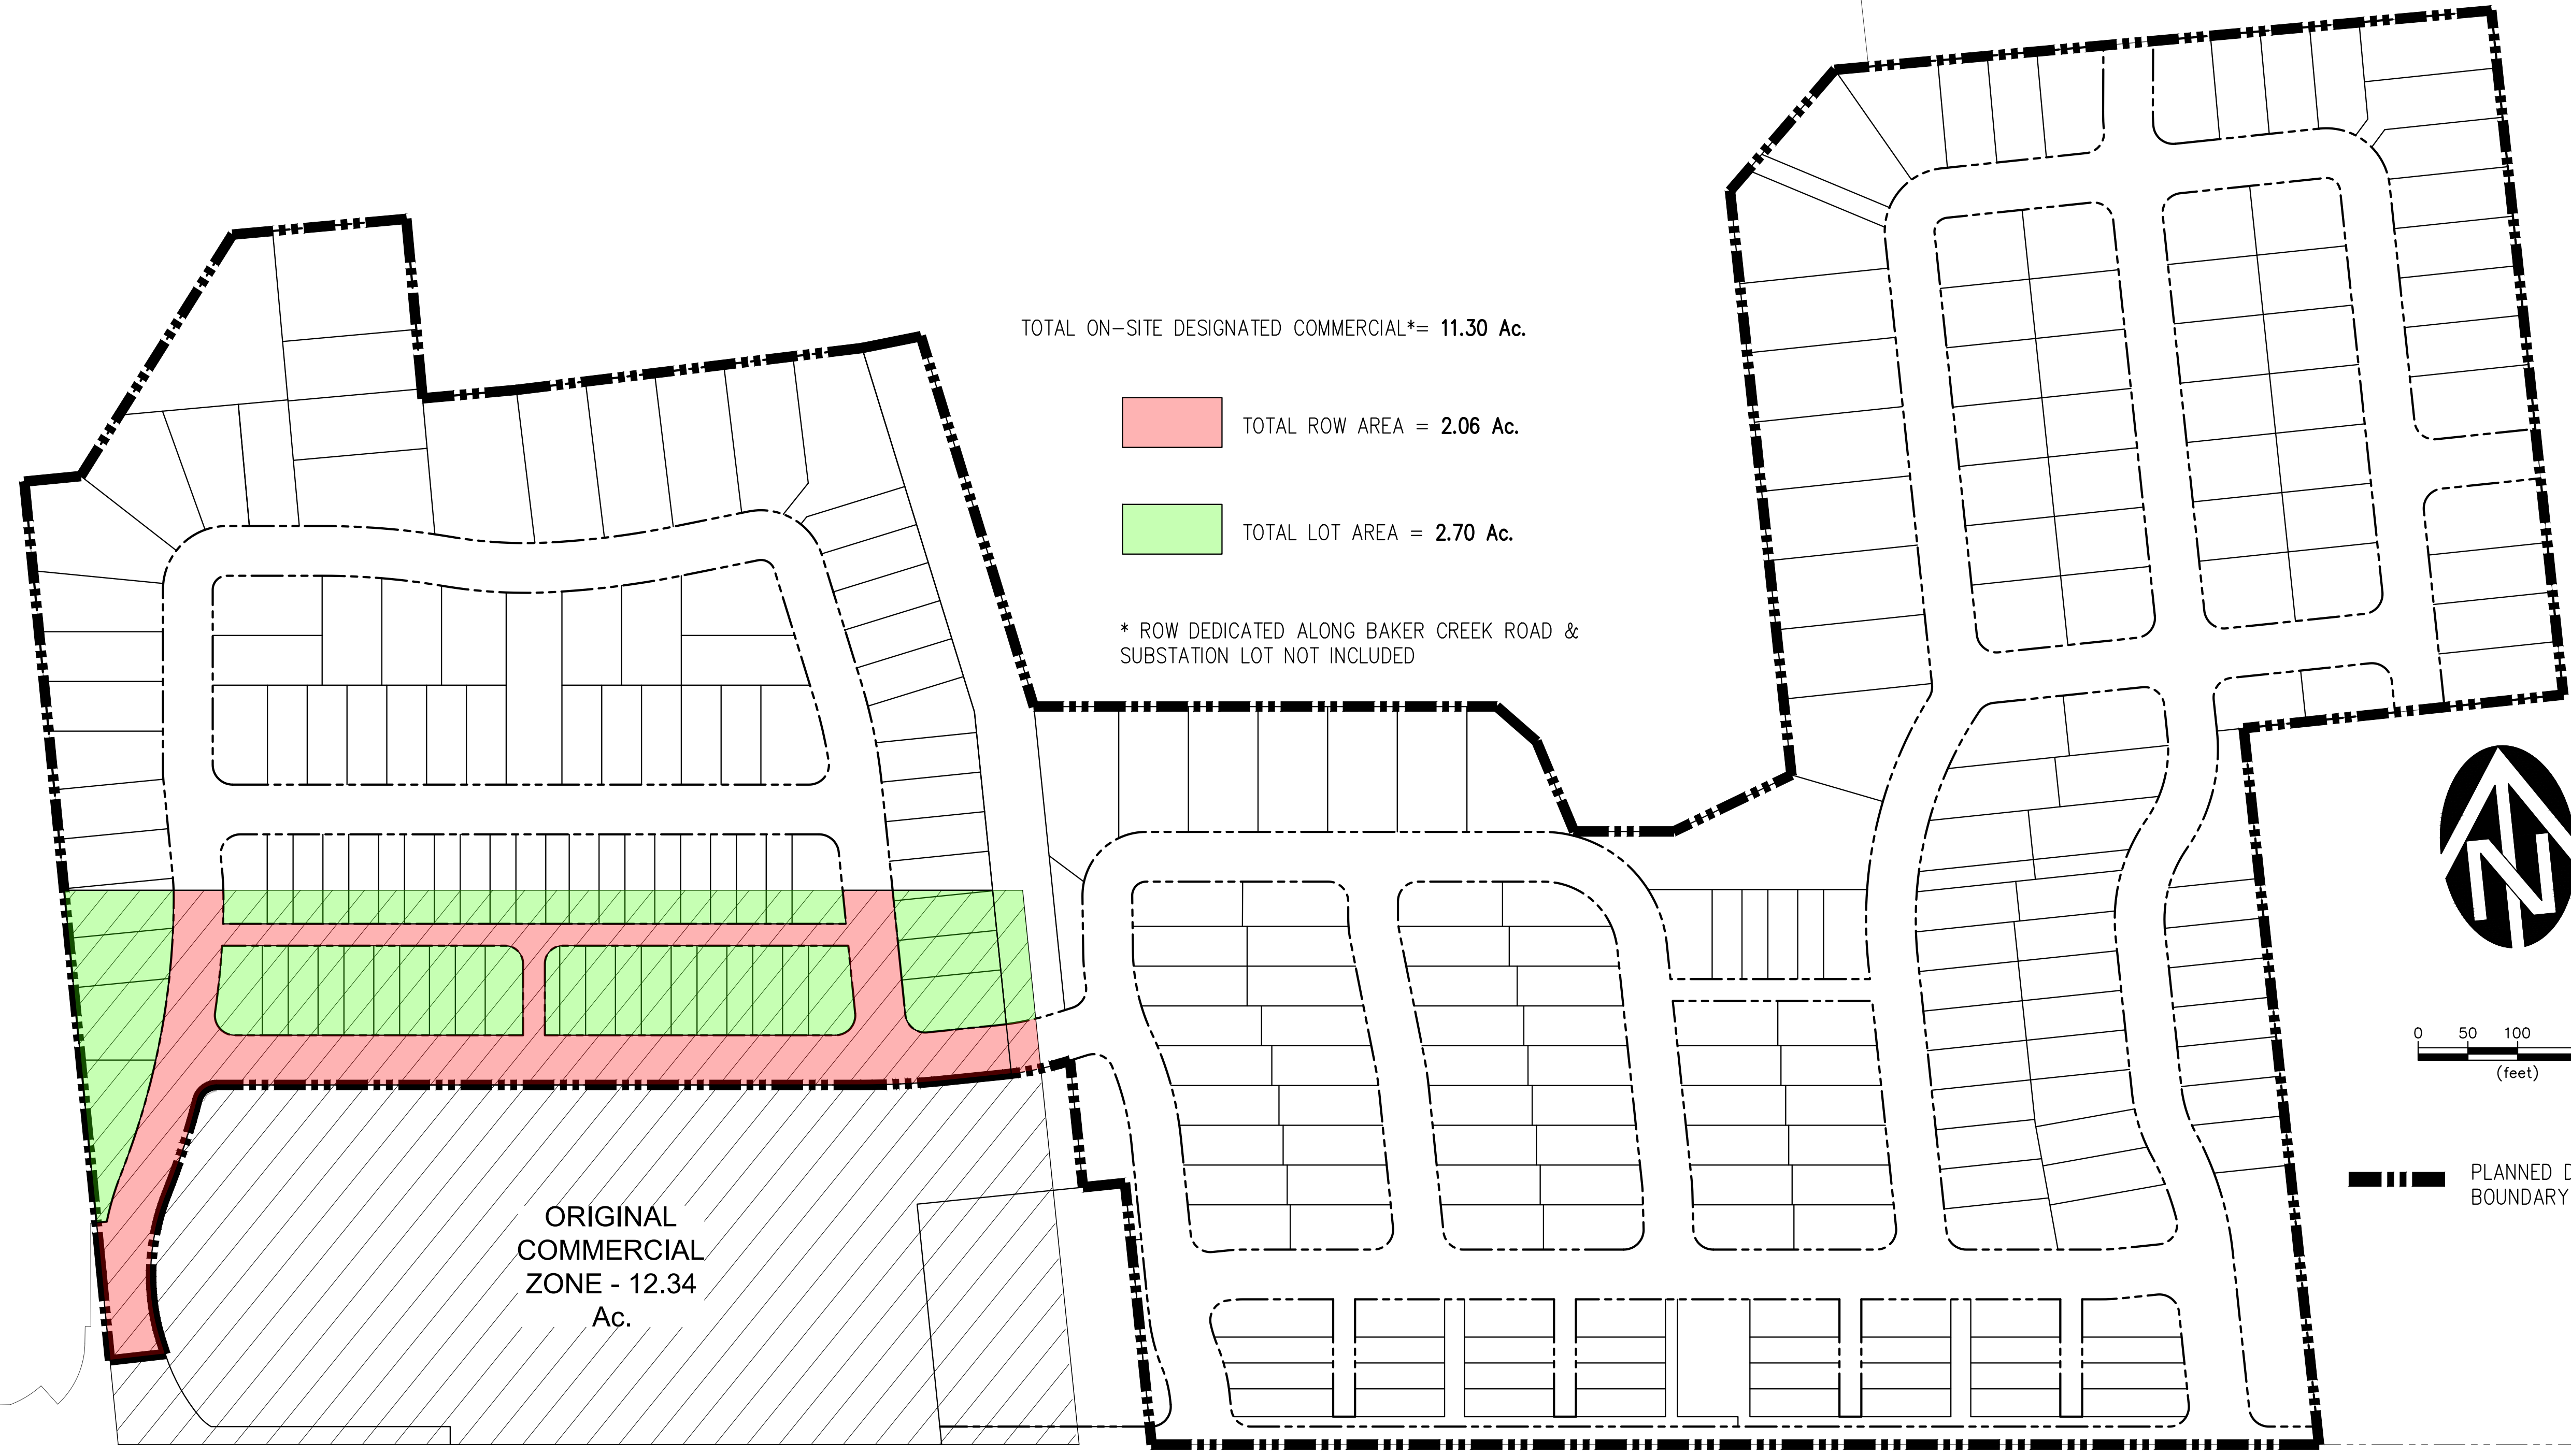 TOTAL ON-SITE DESIGNATED COMMERCIAL*= 11.30 Ac.
TOTAL ROW AREA = 2.06 Ac.
TOTAL LOT AREA = 2.70 Ac.
* ROW DEDICATED ALONG BAKER CREEK ROAD &
SUBSTATION LOT NOT INCLUDED
N
0 50 100
(feet)
PLANNED D
BOUNDARY
ORIGINAL
COMMERCIAL
ZONE - 12.34
Ac.